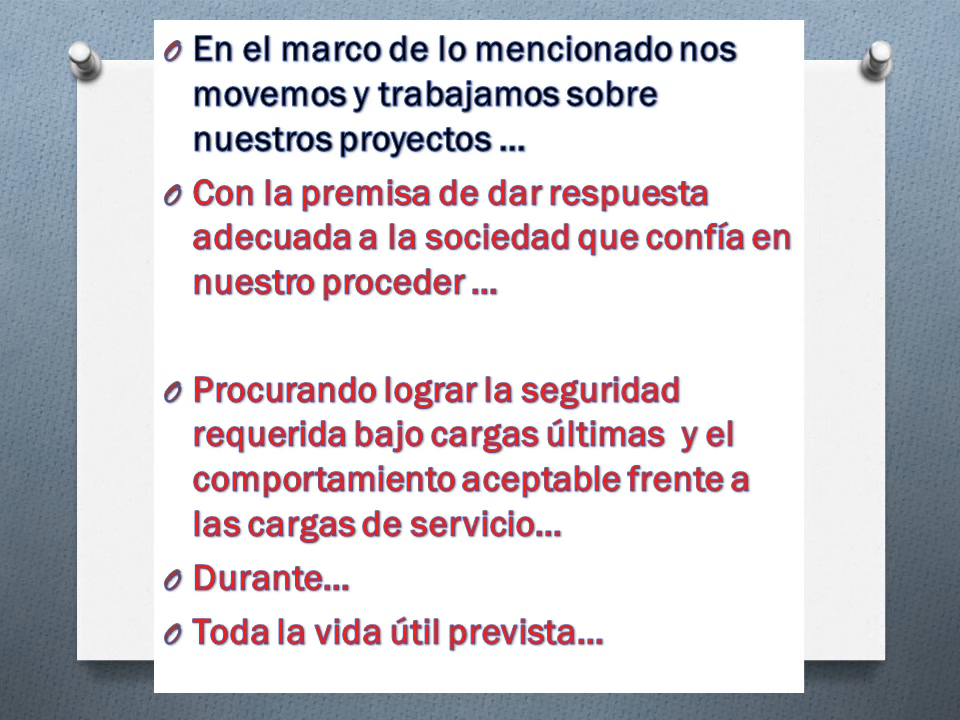 O En el marco de lo mencionado nos
movemos y trabajamos sobre
nuestros proyectos ...
O Con la premisa de dar respuesta
adecuada a la sociedad que confía en
nuestro proceder ...
O Procurando lograr la seguridad
requerida bajo cargas últimas  y el
comportamiento aceptable frente a
las cargas de servicio...
O Durante...
O Toda la vida útil prevista...